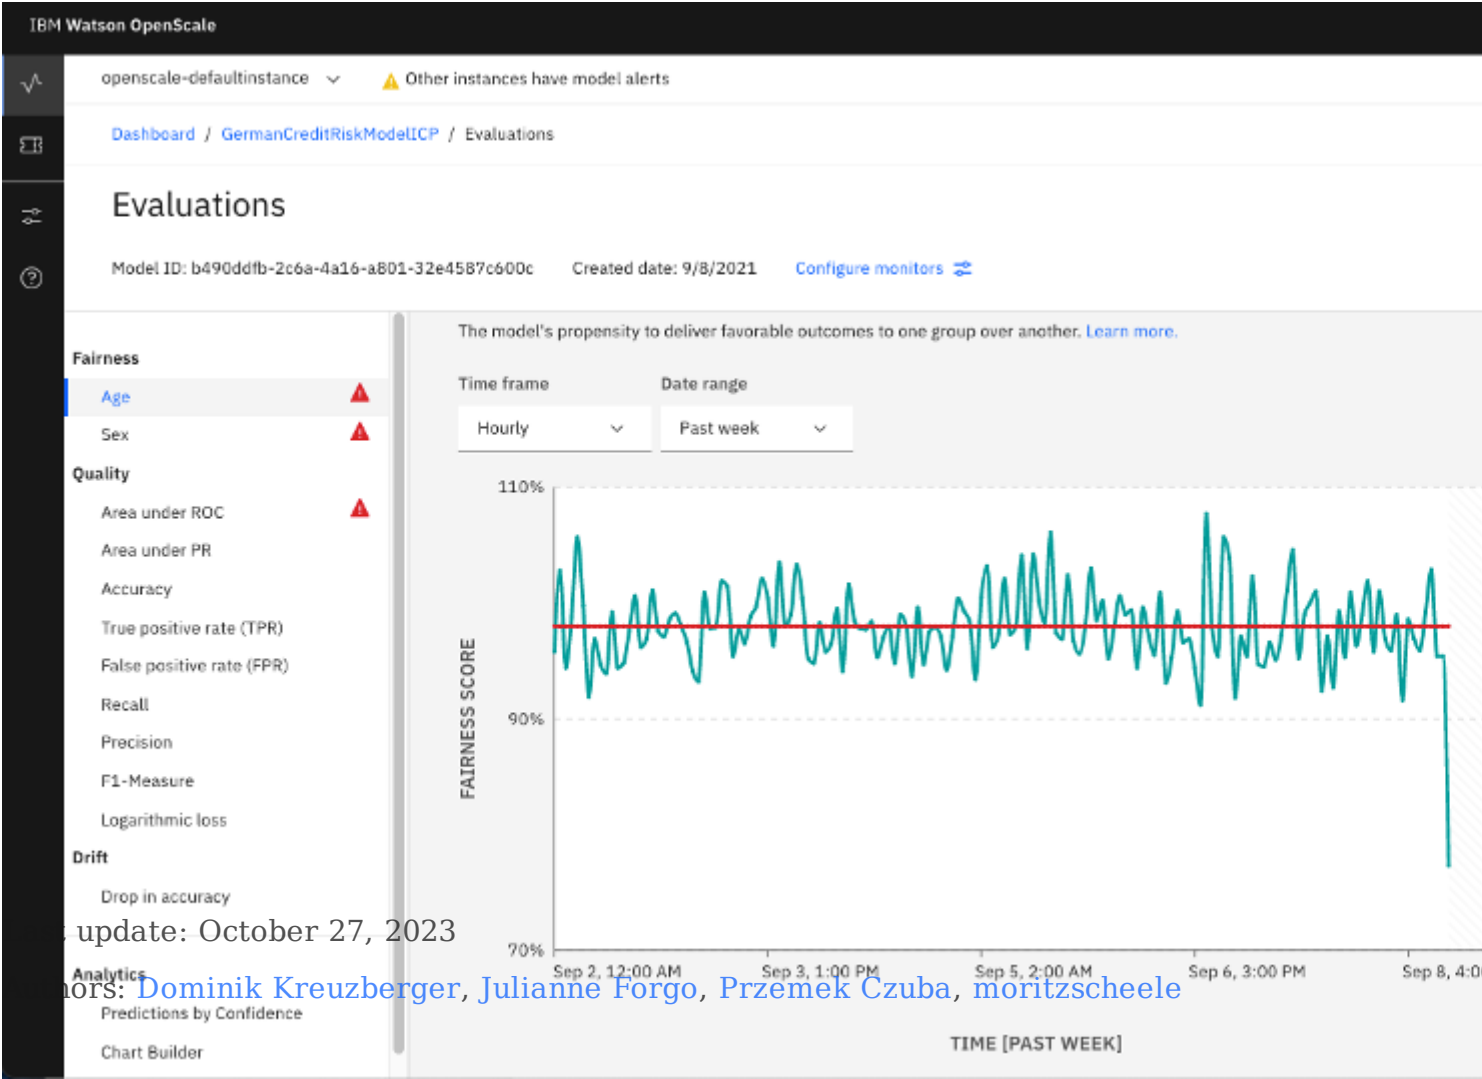 IBM Watson OpenScale
openscale-defaultinstance
Other instances have model alerts
Dashboard / GermanCreditRiskModelICP / Evaluations
Evaluations
Model ID: b490ddfb-2c6a-4a16-a801-32e4587c600c Created date: 9/8/2021 Configure monitors
Fairness
Age
Sex
Quality
Area under ROC
Area under PR
Accuracy
True positive rate (TPR)
False positive rate (FPR)
Recall
Precision
F1-Measure
Logarithmic loss
Drift
Drop in accuracy
Analytics
Predictions by Confidence
Chart Builder
The model's propensity to deliver favorable outcomes to one group over another. Learn more.
Time frame Date range
Hourly Past week
110%
90%
70%
FAIRNESS SCORE
Sep 2, 12:00 AM Sep 3, 1:00 PM Sep 5, 2:00 AM Sep 6, 3:00 PM Sep 8, 4:0
TIME [PAST WEEK]
update: October 27, 2023
hors: Dominik Kreuzberger, Julianne Forgo, Przemek Czuba, moritzscheele